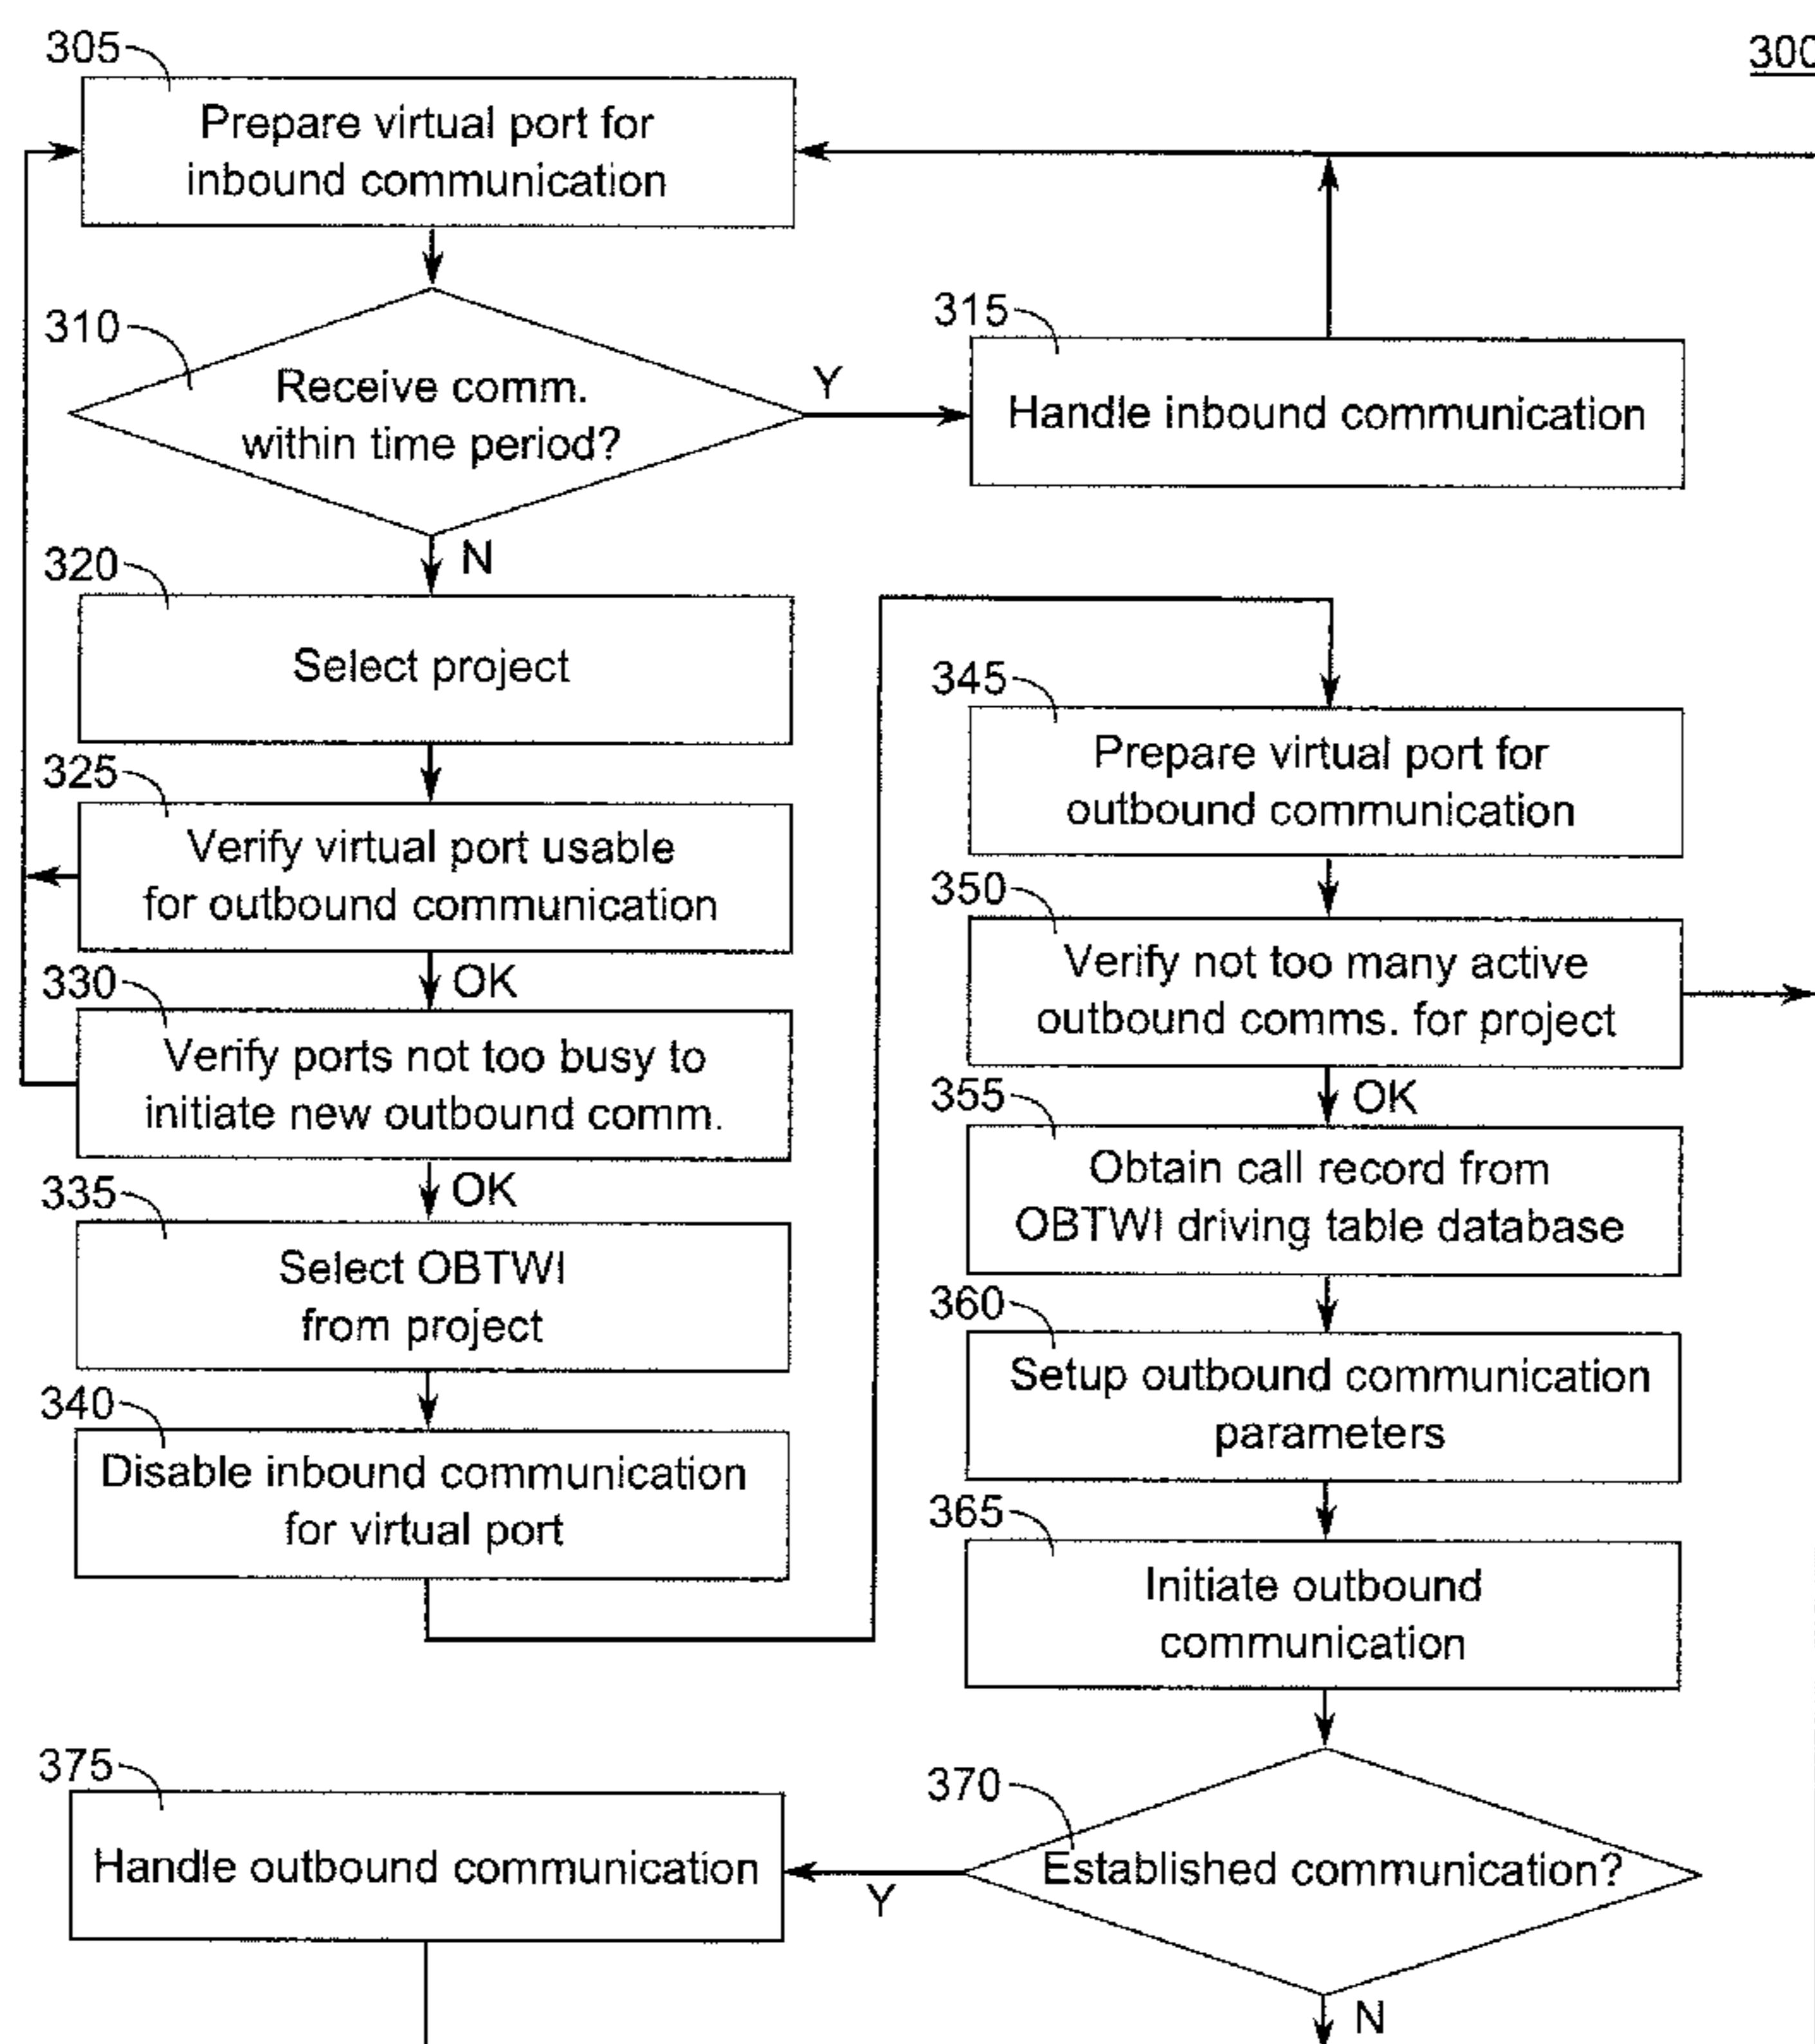 305
300
Prepare virtual port for
inbound communication
310
Receive comm.
within time period?
Y
315
Handle inbound communication
N
320
Select project
325
Verify virtual port usable
for outbound communication
OK
330
Verify ports not too busy to
initiate new outbound comm.
OK
335
Select OBTWI
from project
340
Disable inbound communication
for virtual port
345
Prepare virtual port for
outbound communication
350
Verify not too many active
outbound comms. for project
OK
355
Obtain call record from
OBTWI driving table database
360
Setup outbound communication
parameters
365
Initiate outbound
communication
370
Established communication?
Y
375
Handle outbound communication
N